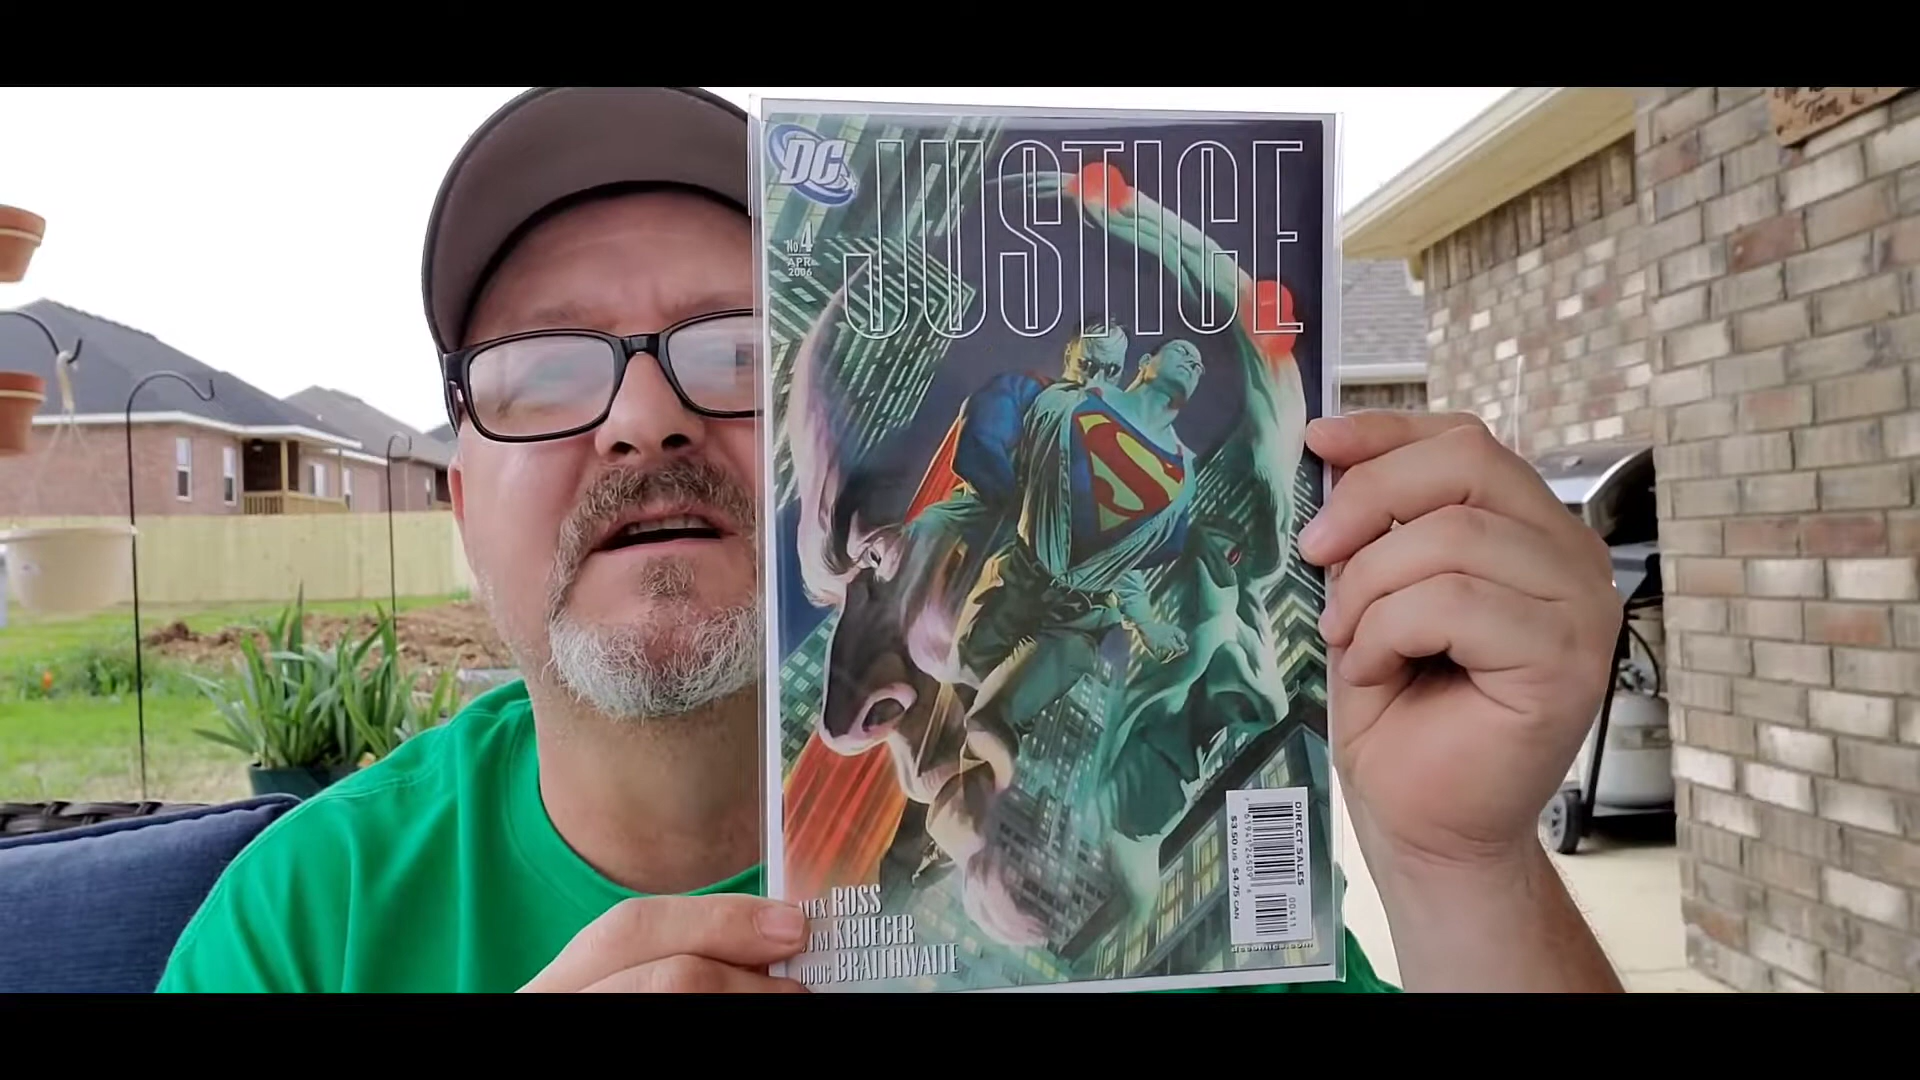 DC
JUSTICE
No 4
APR
2006
ALEX ROSS
JIM KRUEGER
DOUG BRAITHWAITE
DIRECT SALES
$3.50 US $4.75 CAN
00411
dccomics.com